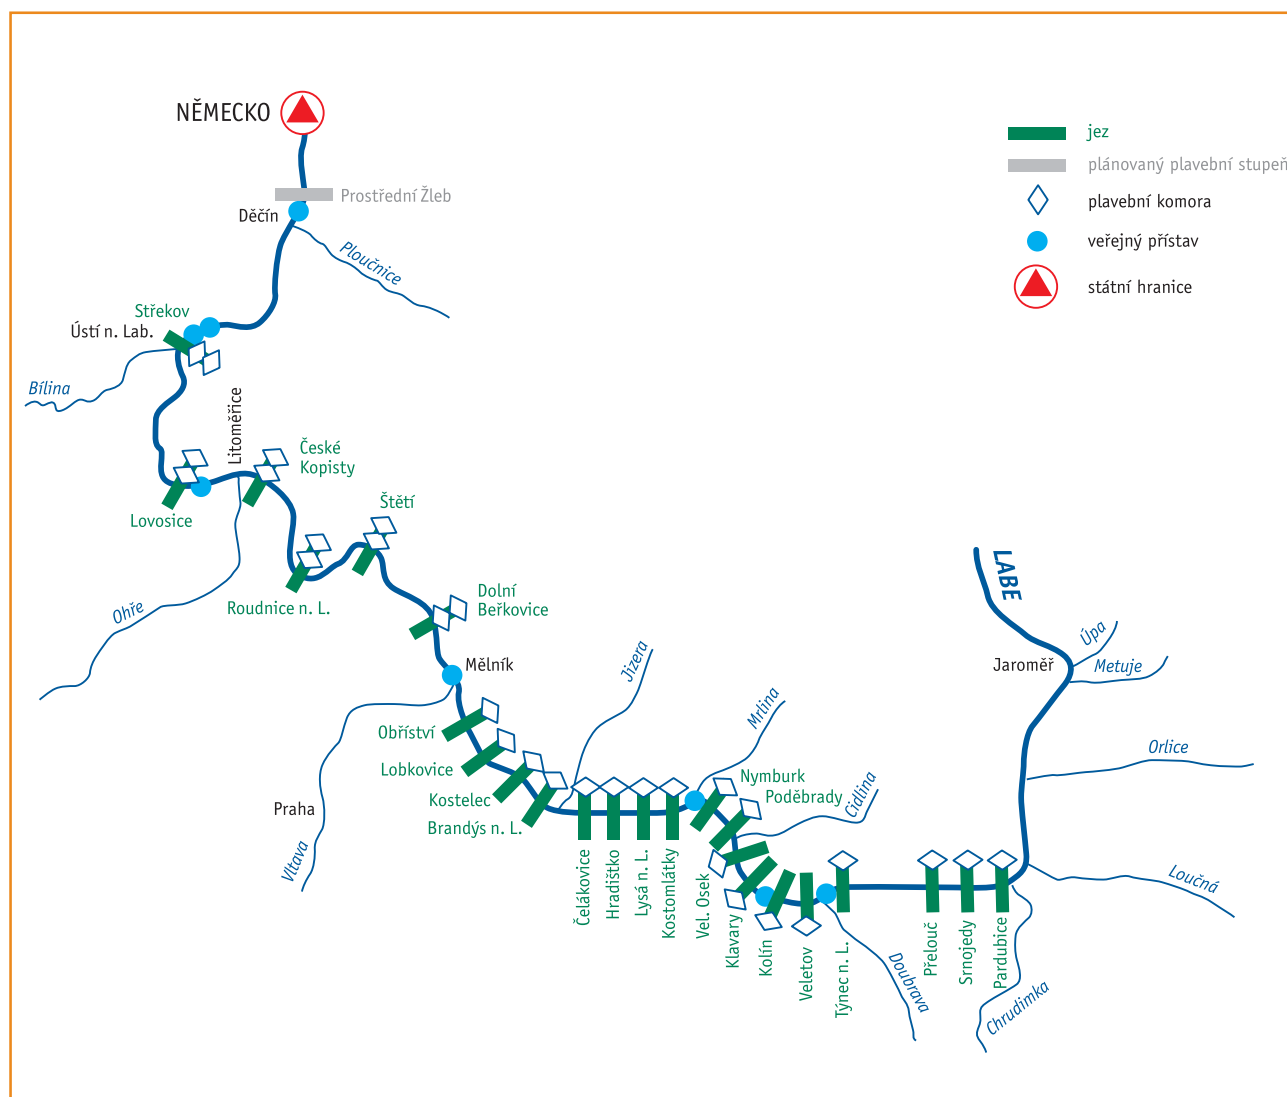 NĚMECKO
jez
plánovaný plavební stupeň
plavební komora
veřejný přístav
státní hranice
Prostřední Žleb
Děčín
Ploučnice
Střekov
Ústí n. Lab.
Bílina
Litoměřice
České
Kopisty
Lovosice
Štětí
Roudnice n. L.
Ohře
Dolní
Beřkovice
Mělník
Obříství
Lobkovice
Kostelec
Brandýs n. L.
Praha
Vltava
Jizera
Mrlina
Nymburk
Poděbrady
Cidlina
LABE
Jaroměř
Úpa
Metuje
Orlice
Loučná
Čelákovice
Hradištko
Lysá n. L.
Kostomlátky
Vel. Osek
Klavary
Kolín
Veletov
Týnec n. L.
Doubrava
Přelouč
Srnojedy
Pardubice
Chrudimka